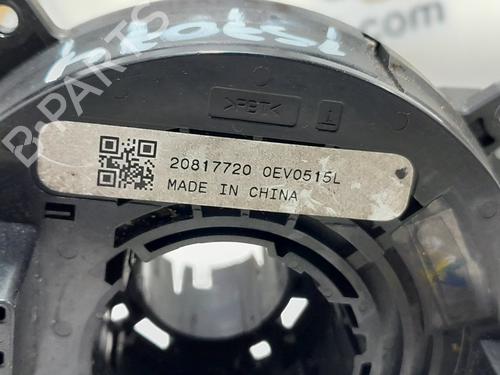 >PBT<
20817720 0EV0515L
MADE IN CHINA
B-PARTS